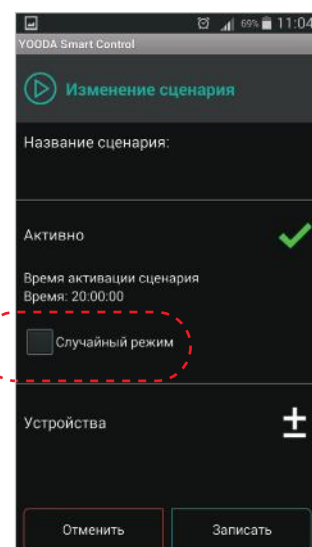 69% 11:04
YOODA Smart Control
Изменение сценария
Название сценария:
Активно
Время активации сценария
Время: 20:00:00
Случайный режим
Устройства
Отменить Записать